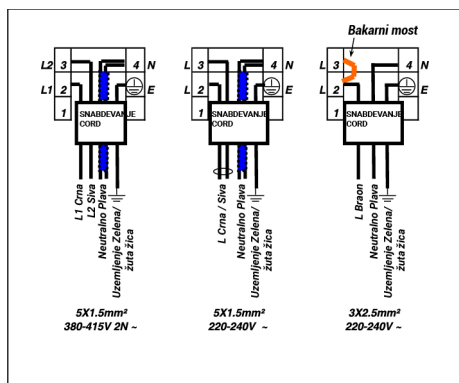 Bakarni most
L2 3 4 N
L1 2 E
1
SNABDEVANJE
CORD
L1 Crna
L2 Siva
Neutralno Plava
Uzemljenje Zelena/
žuta žica
5X1.5mm²
380-415V 2N ~
L 3 4 N
L 2 E
1
SNABDEVANJE
CORD
L Crna / Siva
Neutralno Plava
Uzemljenje Zelena/
žuta žica
5X1.5mm²
220-240V ~
L 3 4 N
L 2 E
1
SNABDEVANJE
CORD
L Braon
Neutralno Plava
Uzemljenje Zelena/
žuta žica
3X2.5mm²
220-240V ~